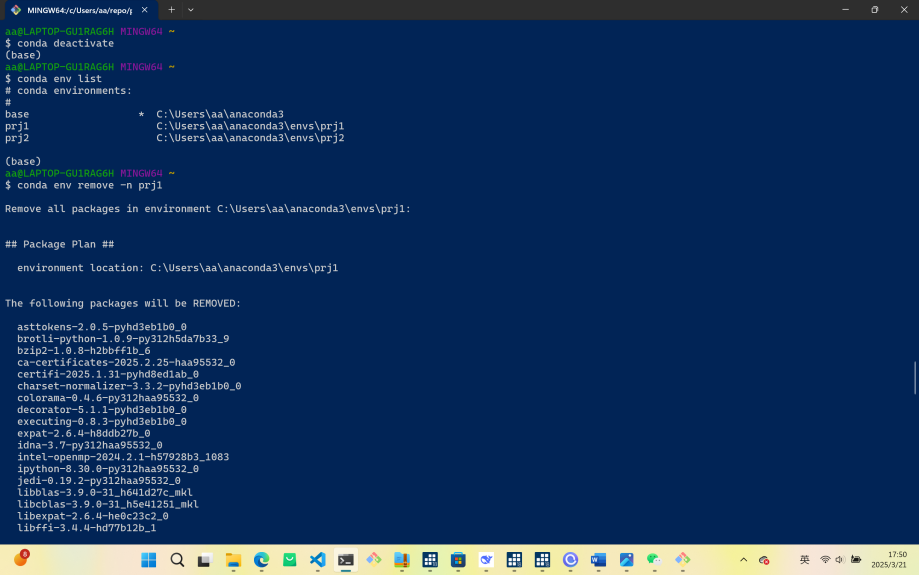 MINGW64:/c/Users/aa/repo/p
aa@LAPTOP-GU1RAG6H MINGW64 ~
$ conda deactivate
(base)
aa@LAPTOP-GU1RAG6H MINGW64 ~
$ conda env list
# conda environments:
#
base * C:\Users\aa\anaconda3
prj1 C:\Users\aa\anaconda3\envs\prj1
prj2 C:\Users\aa\anaconda3\envs\prj2
(base)
aa@LAPTOP-GU1RAG6H MINGW64 ~
$ conda env remove -n prj1
Remove all packages in environment C:\Users\aa\anaconda3\envs\prj1:
## Package Plan ##
environment location: C:\Users\aa\anaconda3\envs\prj1
The following packages will be REMOVED:
asttokens-2.0.5-pyhd3eb1b0_0
brotli-python-1.0.9-py312h5da7b33_9
bzip2-1.0.8-h2bbff1b_6
ca-certificates-2025.2.25-haa95532_0
certifi-2025.1.31-pyhd8ed1ab_0
charset-normalizer-3.3.2-pyhd3eb1b0_0
colorama-0.4.6-py312haa95532_0
decorator-5.1.1-pyhd3eb1b0_0
executing-0.8.3-pyhd3eb1b0_0
expat-2.6.4-h8ddb27b_0
idna-3.7-py312haa95532_0
intel-openmp-2024.2.1-h57928b3_1083
ipython-8.30.0-py312haa95532_0
jedi-0.19.2-py312haa95532_0
libblas-3.9.0-31_h641d27c_mkl
libcblas-3.9.0-31_h5e41251_mkl
libexpat-2.6.4-he0c23c2_0
libffi-3.4.4-hd77b12b_1
8
英
17:50
2025/3/21